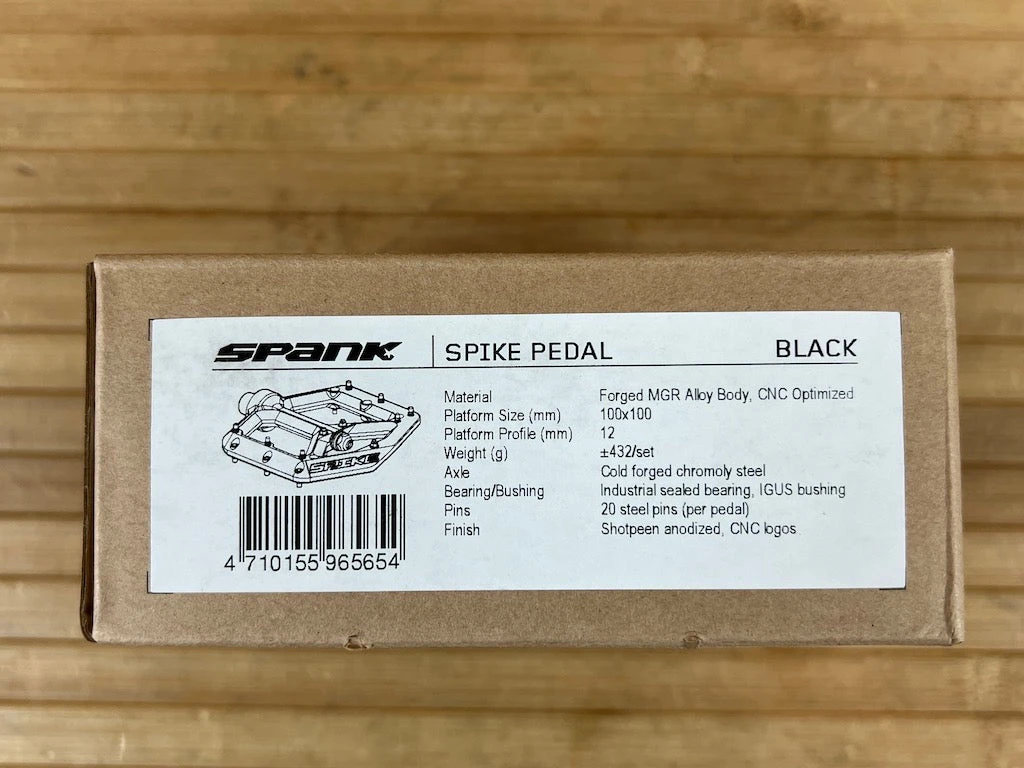 SPANK | SPIKE PEDAL BLACK
Material Forged MGR Alloy Body, CNC Optimized
Platform Size (mm) 100x100
Platform Profile (mm) 12
Weight (g) ±432/set
Axle Cold forged chromoly steel
Bearing/Bushing Industrial sealed bearing, IGUS bushing
Pins 20 steel pins (per pedal)
Finish Shotpeen anodized, CNC logos
SPIKE
4 710155 965654